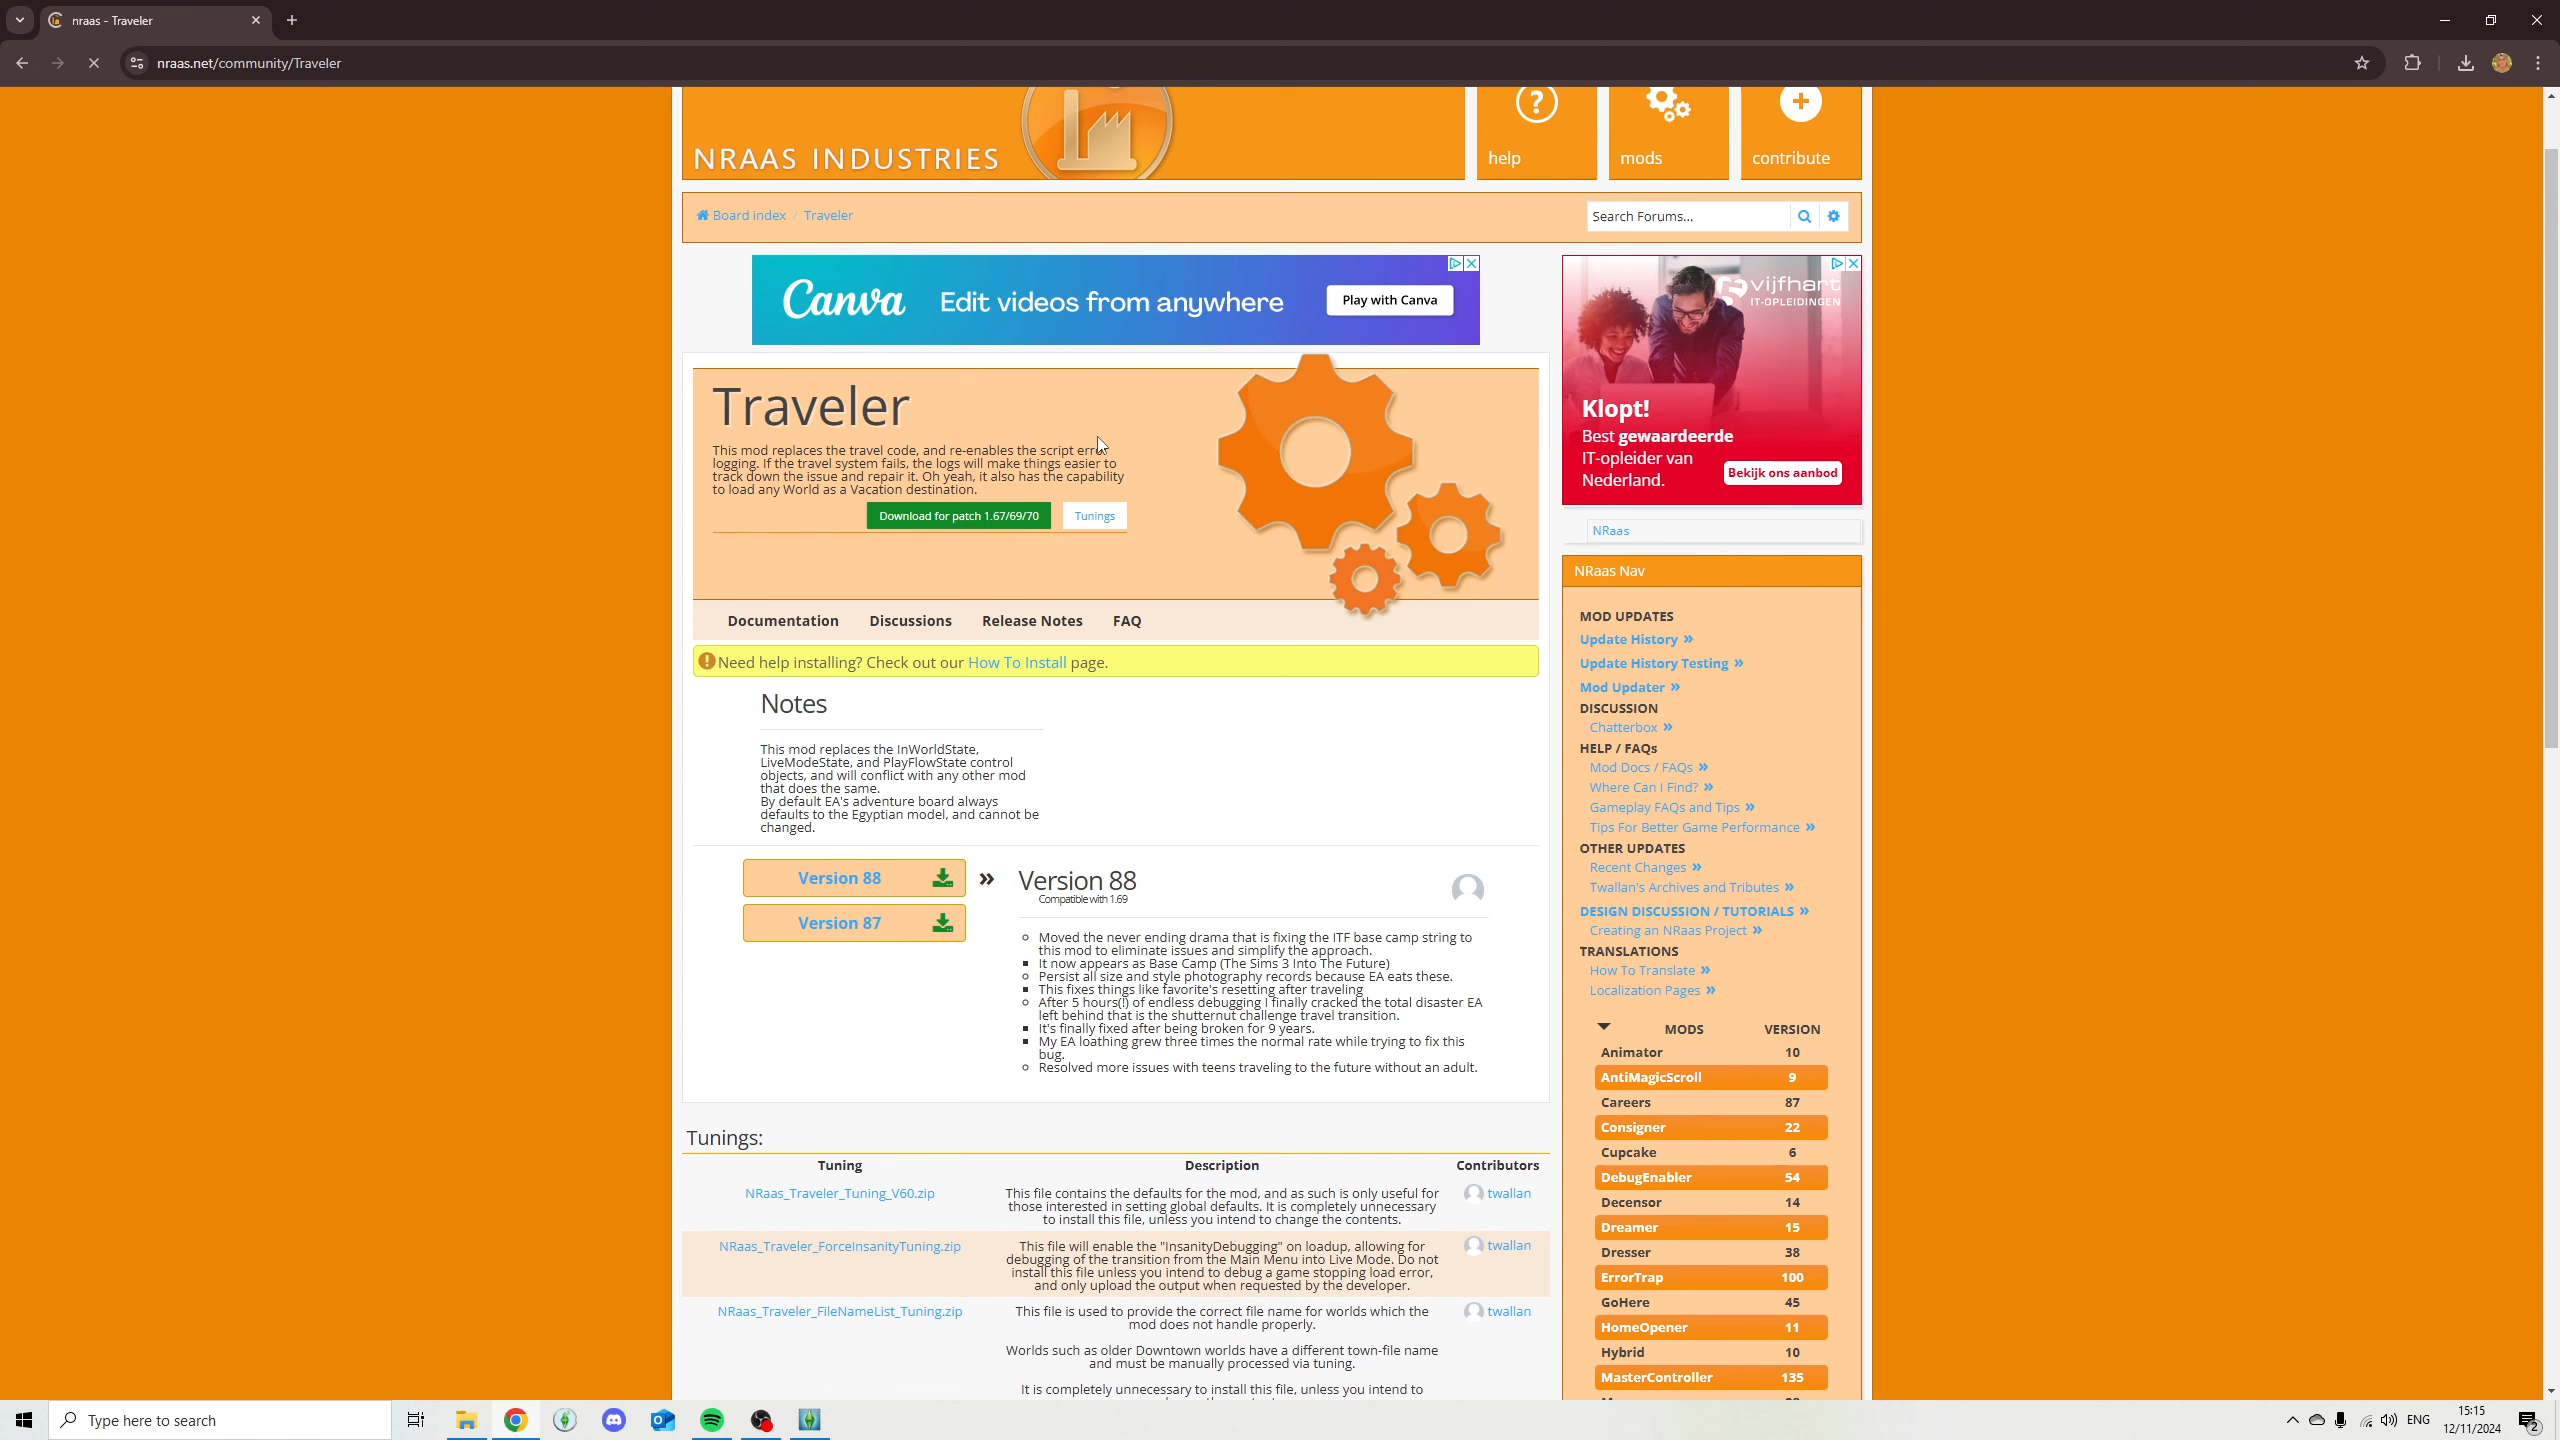 nraas - Traveler
nraas.net/community/Traveler
NRAAS INDUSTRIES
help
mods
contribute
Board index / Traveler
Search Forums...
Canva
Edit videos from anywhere
Play with Canva
vijfhart
IT-OPLEIDINGEN
Klopt!
Best gewaardeerde
IT-opleider van
Nederland.
Bekijk ons aanbod
Traveler
This mod replaces the travel code, and re-enables the script error
logging. If the travel system fails, the logs will make things easier to
track down the issue and repair it. Oh yeah, it also has the capability
to load any World as a Vacation destination.
Download for patch 1.67/69/70
Tunings
Documentation
Discussions
Release Notes
FAQ
Need help installing? Check out our How To Install page.
Notes
This mod replaces the InWorldState,
LiveModeState, and PlayFlowState control
objects, and will conflict with any other mod
that does the same.
By default EA's adventure board always
defaults to the Egyptian model, and cannot be
changed.
Version 88
Version 87
»
Version 88
Compatible with 1.69
Moved the never ending drama that is fixing the ITF base camp string to
this mod to eliminate issues and simplify the approach.
It now appears as Base Camp (The Sims 3 Into The Future)
Persist all size and style photography records because EA eats these.
This fixes things like favorite's resetting after traveling
After 5 hours(!) of endless debugging I finally cracked the total disaster EA
left behind that is the shutternut challenge travel transition.
It's finally fixed after being broken for 9 years.
My EA loathing grew three times the normal rate while trying to fix this
bug.
Resolved more issues with teens traveling to the future without an adult.
Tunings:
Tuning
Description
Contributors
NRaas_Traveler_Tuning_V60.zip
This file contains the defaults for the mod, and as such is only useful for
those interested in setting global defaults. It is completely unnecessary
to install this file, unless you intend to change the contents.
twallan
NRaas_Traveler_ForceInsanityTuning.zip
This file will enable the "InsanityDebugging" on loadup, allowing for
debugging of the transition from the Main Menu into Live Mode. Do not
install this file unless you intend to debug a game stopping load error,
and only upload the output when requested by the developer.
twallan
NRaas_Traveler_FileNameList_Tuning.zip
This file is used to provide the correct file name for worlds which the
mod does not handle properly.
twallan
Worlds such as older Downtown worlds have a different town-file name
and must be manually processed via tuning.
It is completely unnecessary to install this file, unless you intend to
NRaas
NRaas Nav
MOD UPDATES
Update History »
Update History Testing »
Mod Updater »
DISCUSSION
Chatterbox »
HELP / FAQs
Mod Docs / FAQs »
Where Can I Find? »
Gameplay FAQs and Tips »
Tips For Better Game Performance »
OTHER UPDATES
Recent Changes »
Twallan's Archives and Tributes »
DESIGN DISCUSSION / TUTORIALS »
Creating an NRaas Project »
TRANSLATIONS
How To Translate »
Localization Pages »
MODS VERSION
Animator 10
AntiMagicScroll 9
Careers 87
Consigner 22
Cupcake 6
DebugEnabler 54
Decensor 14
Dreamer 15
Dresser 38
ErrorTrap 100
GoHere 45
HomeOpener 11
Hybrid 10
MasterController 135
Type here to search
ENG
15:15
12/11/2024
2